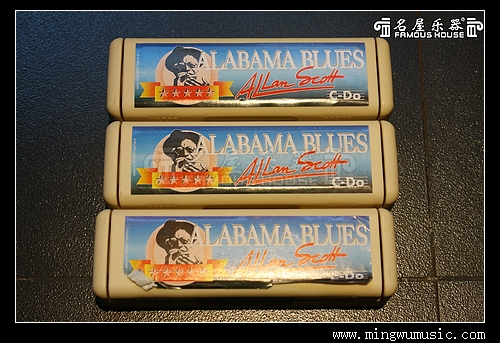 名屋乐器
FAMOUS HOUSE
ALABAMA BLUES
Allan Scott
C-Do
ALABAMA BLUES
Allan Scott
C-Do
ALABAMA BLUES
Allan Scott
C-Do
www.mingwumusic.com